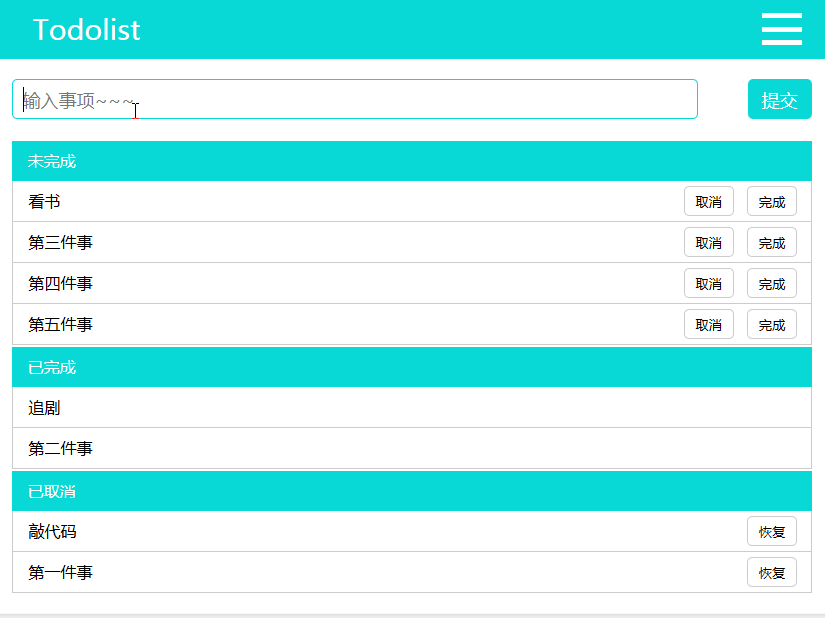 Todolist
输入事项~~~
提交
未完成
看书 取消 完成
第三件事 取消 完成
第四件事 取消 完成
第五件事 取消 完成
已完成
追剧
第二件事
已取消
敲代码 恢复
第一件事 恢复